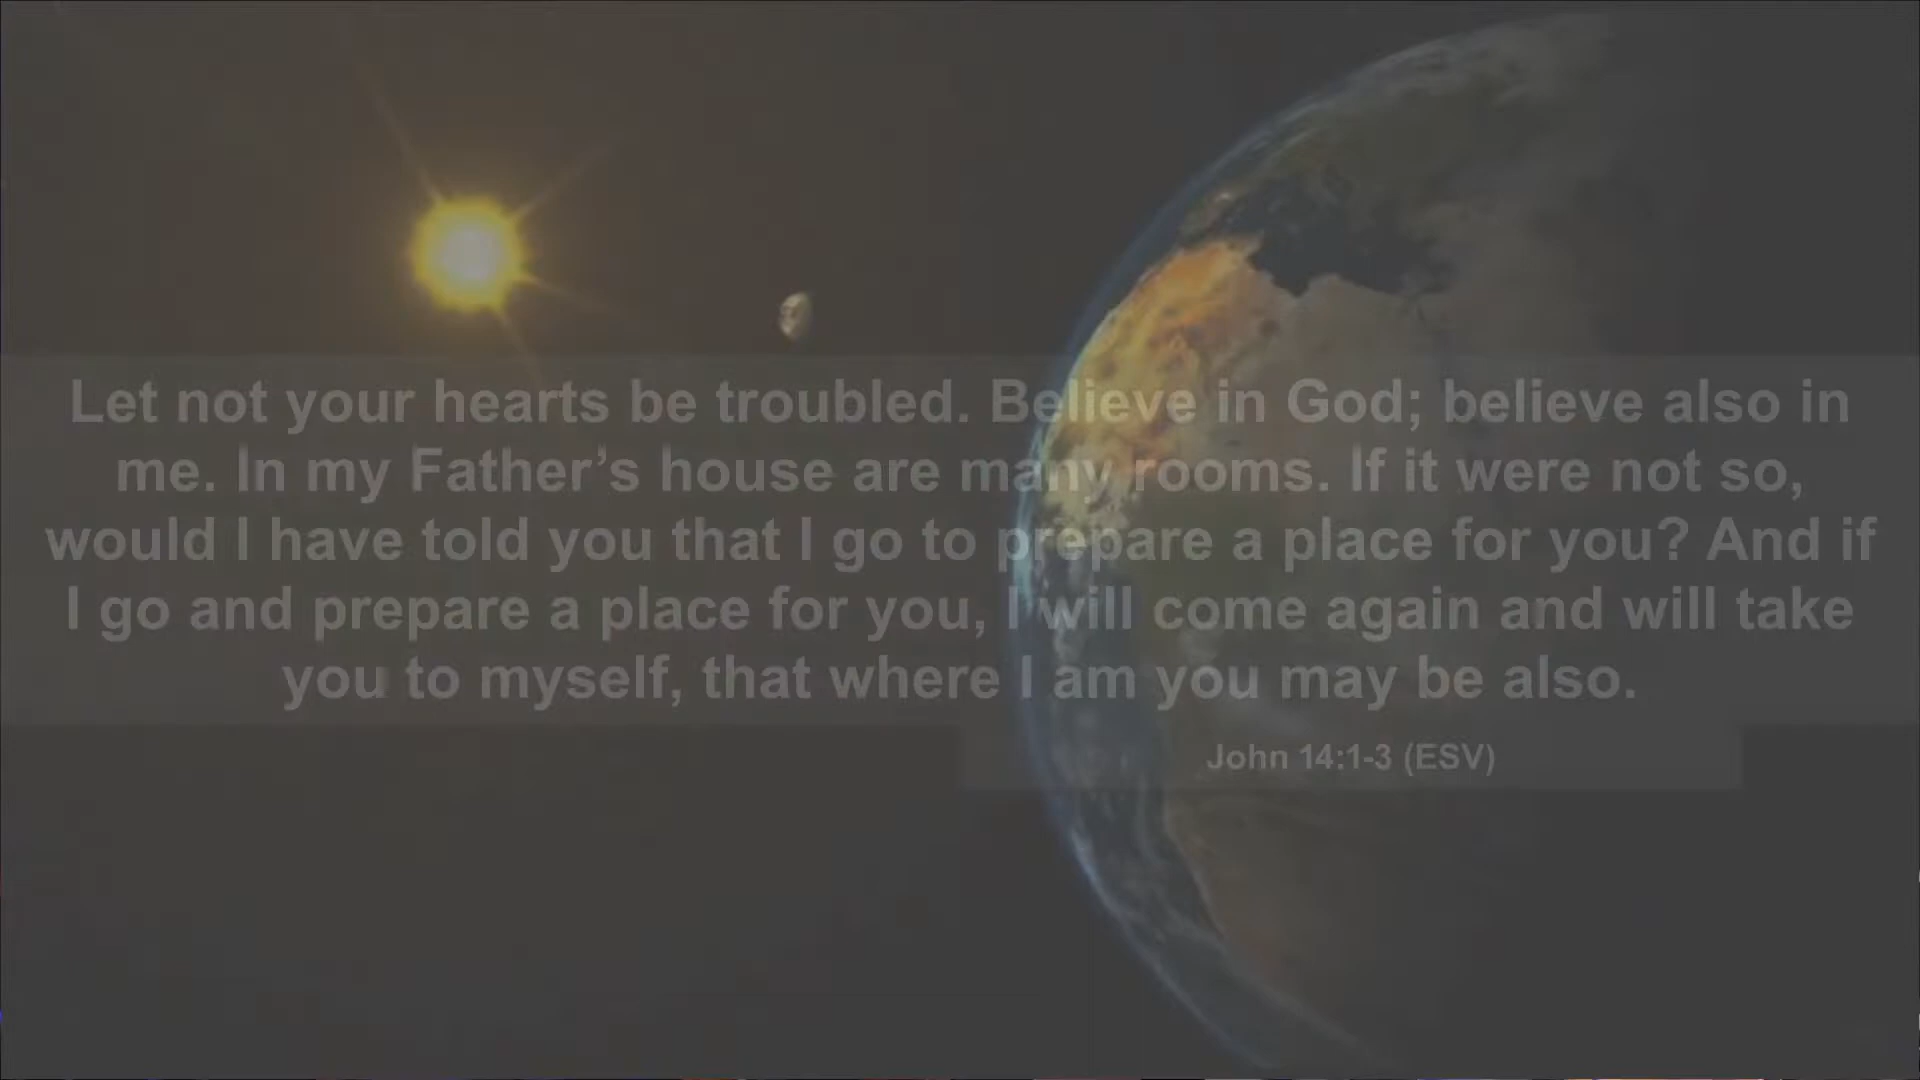 Let not your hearts be troubled. Believe in God; believe also in
me. In my Father’s house are many rooms. If it were not so,
would I have told you that I go to prepare a place for you? And if
I go and prepare a place for you, I will come again and will take
you to myself, that where I am you may be also.
John 14:1-3 (ESV)